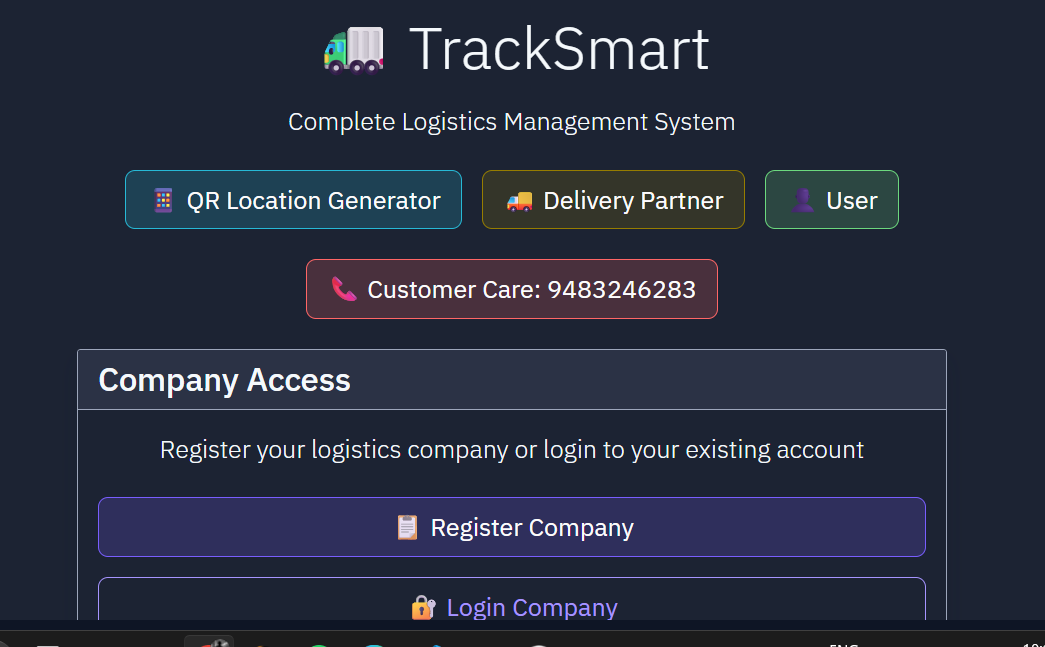 TrackSmart
Complete Logistics Management System
QR Location Generator
Delivery Partner
User
Customer Care: 9483246283
Company Access
Register your logistics company or login to your existing account
Register Company
Login Company